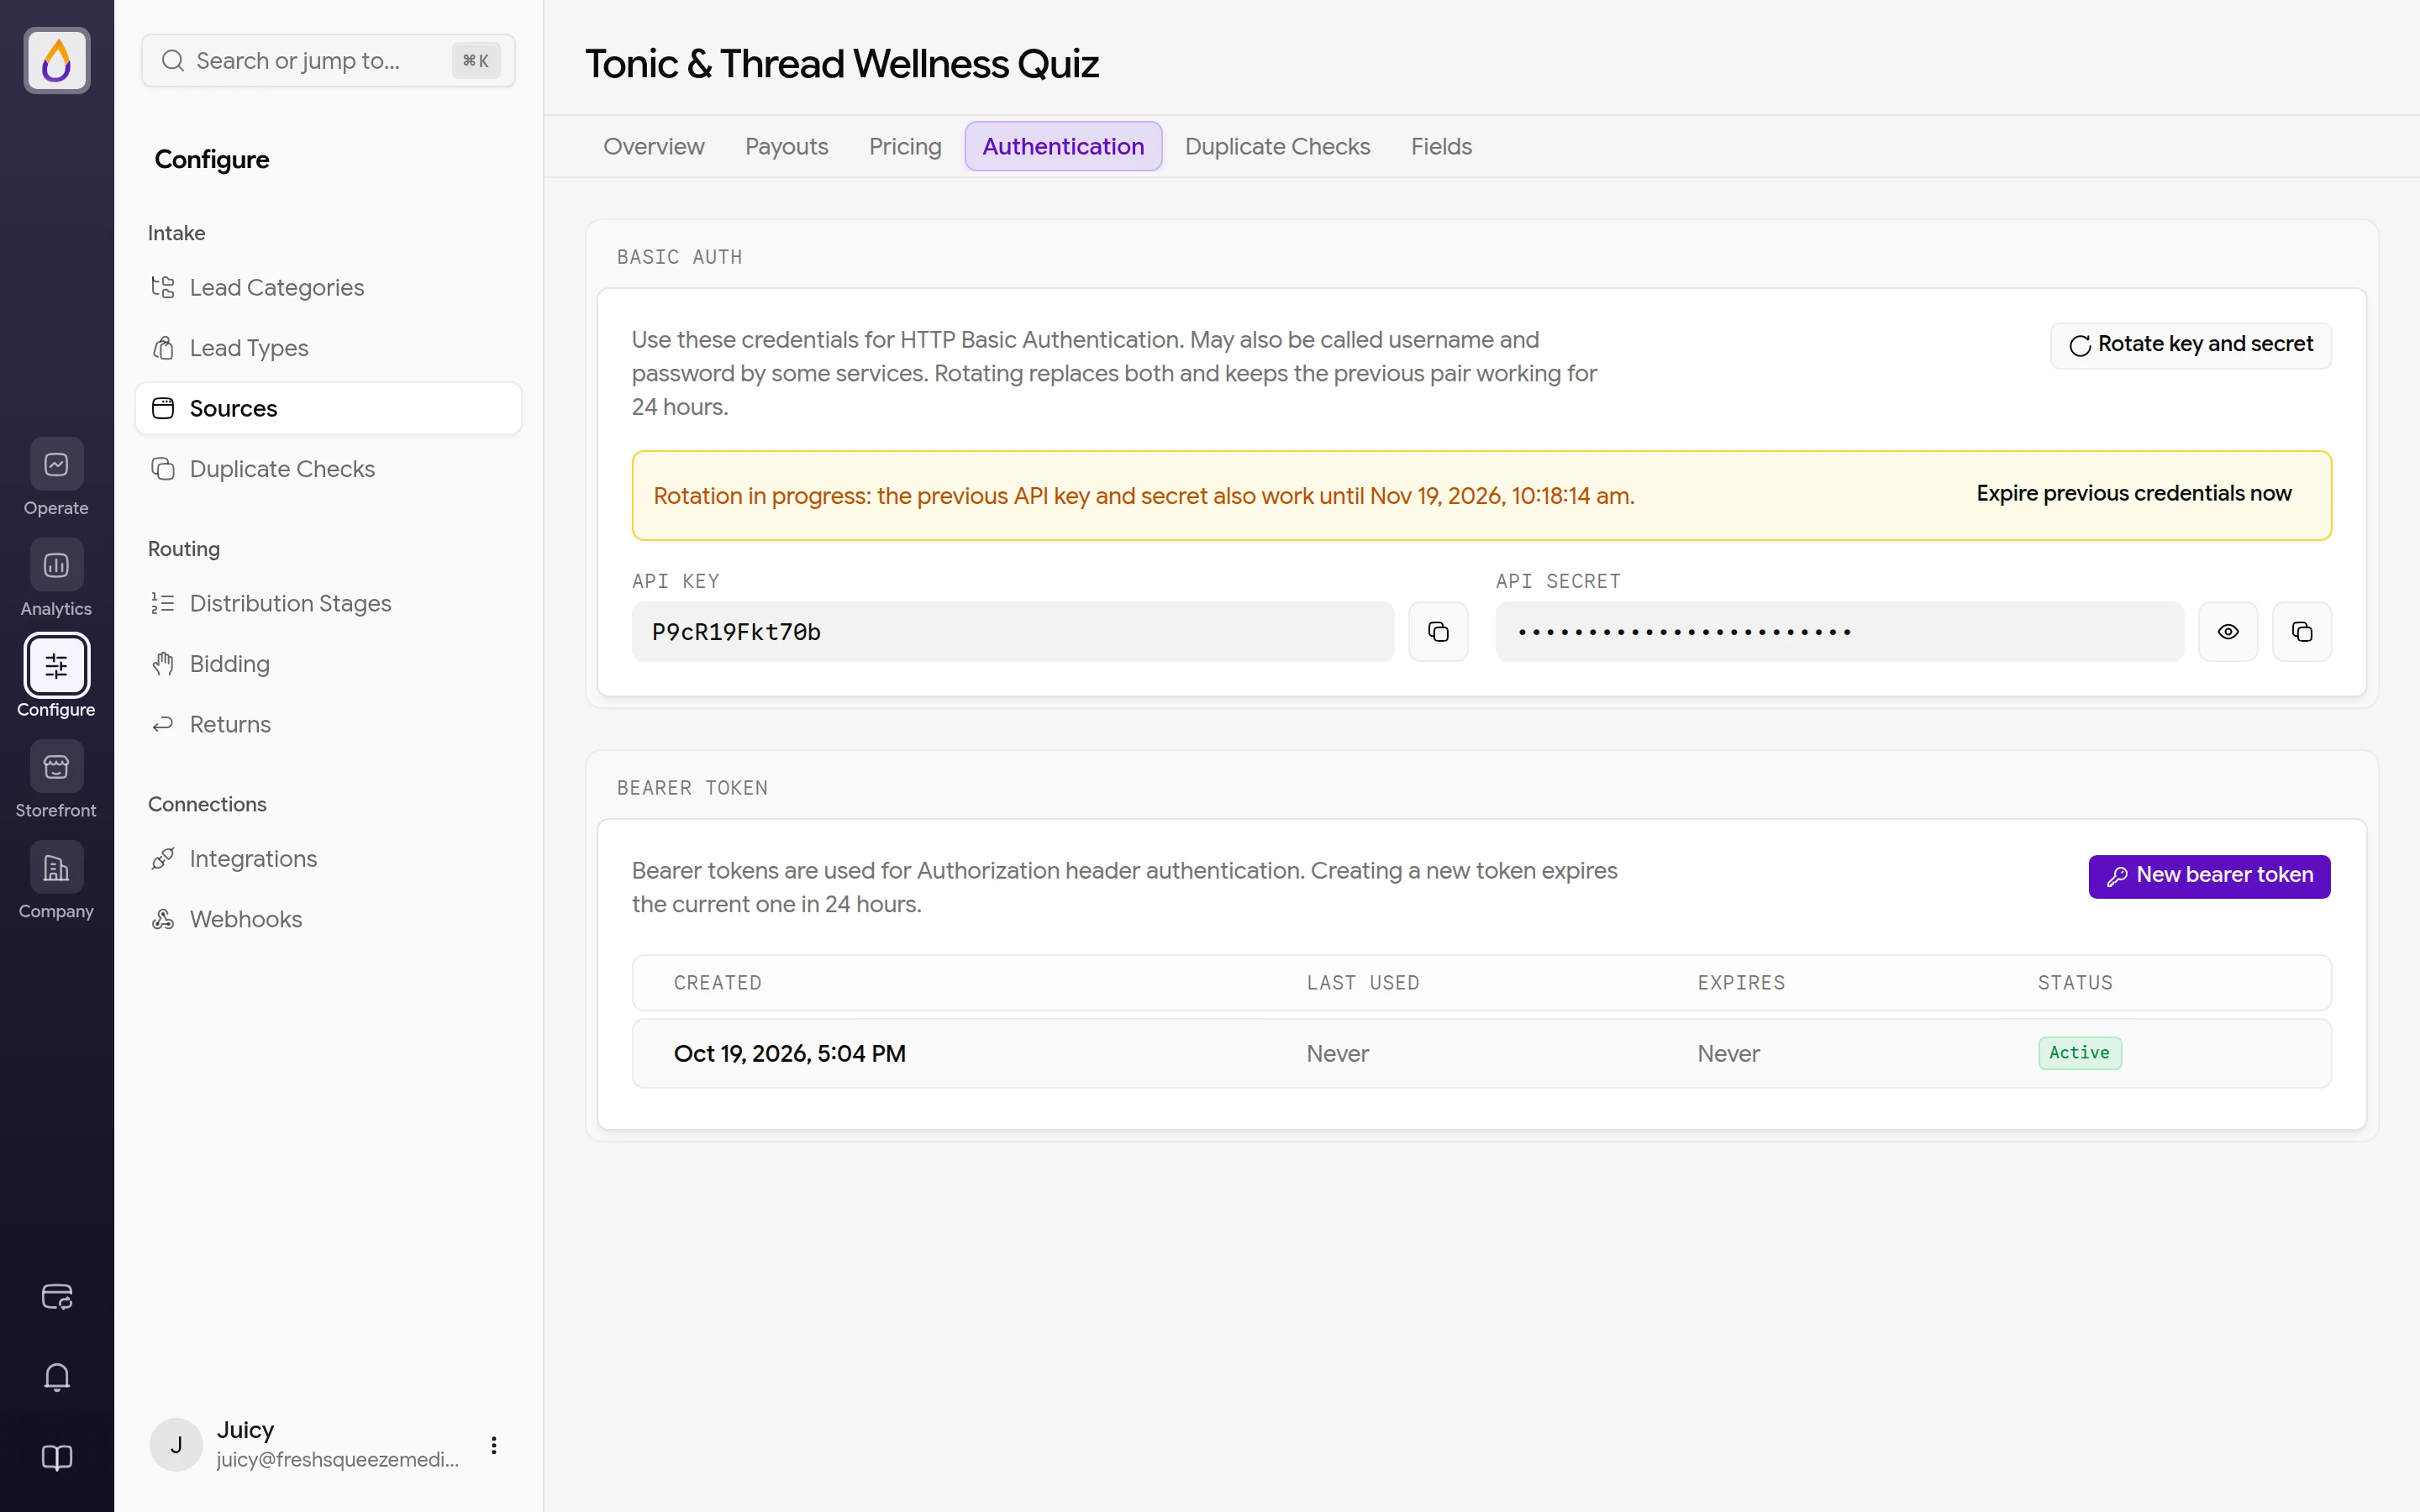 Search or jump to...
⌘ K
Configure
Intake
Lead Categories
Lead Types
Sources
Duplicate Checks
Routing
Distribution Stages
Bidding
Returns
Connections
Integrations
Webhooks
Operate
Analytics
Configure
Storefront
Company
J
Juicy
juicy@freshsqueezemedi...
Tonic & Thread Wellness Quiz
Overview
Payouts
Pricing
Authentication
Duplicate Checks
Fields
BASIC AUTH
Use these credentials for HTTP Basic Authentication. May also be called username and
password by some services. Rotating replaces both and keeps the previous pair working for
24 hours.
Rotate key and secret
Rotation in progress: the previous API key and secret also work until Nov 19, 2026, 10:18:14 am.
Expire previous credentials now
API KEY
P9cR19Fkt70b
API SECRET
••••••••••••••••••••••••
BEARER TOKEN
Bearer tokens are used for Authorization header authentication. Creating a new token expires
the current one in 24 hours.
New bearer token
CREATED
LAST USED
EXPIRES
STATUS
Oct 19, 2026, 5:04 PM
Never
Never
Active